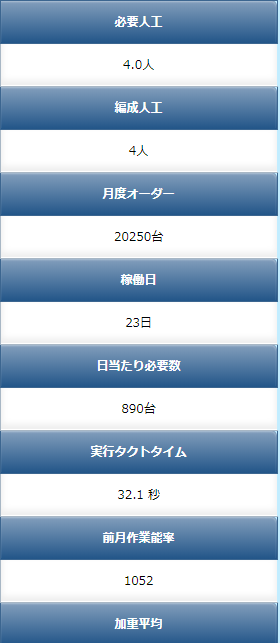 必要人工
4.0人
編成人工
4人
月度オーダー
20250台
稼働日
23日
日当たり必要数
890台
実行タクトタイム
32.1 秒
前月作業能率
1052
加重平均